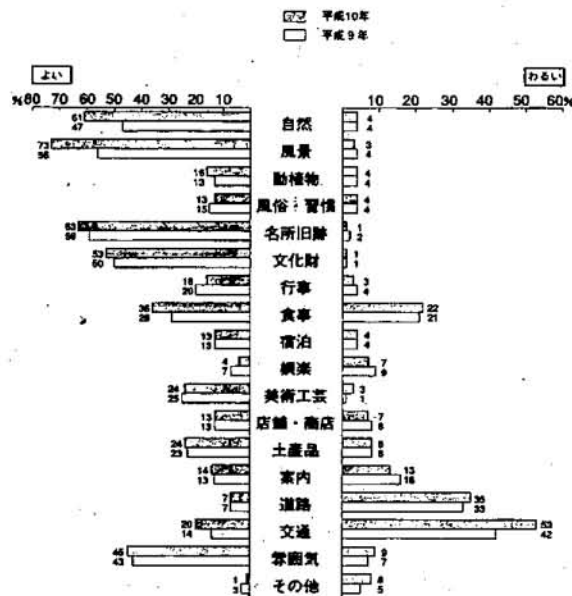 平成10年
平成9年
よい
わるい
% 80 70 60 50 40 30 20 10
10 20 30 40 50 60%
61 自然 4
47 4
73 風景 3
56 4
16 動植物 4
13 4
13 風俗・習慣 4
15 4
63 名所旧跡 1
59 2
53 文化財 1
50 1
行事 3
20 4
36 食事 22
21
13 宿泊 4
13 4
4 娯楽 7
7 9
24 美術工芸 3
25 1
13 店舗・商店 7
13 8
24 土産品 8
23 8
14 案内 13
13 16
7 道路 35
7 33
20 交通 53
14 42
雰囲気 9
43 7
1 その他 8
3 5